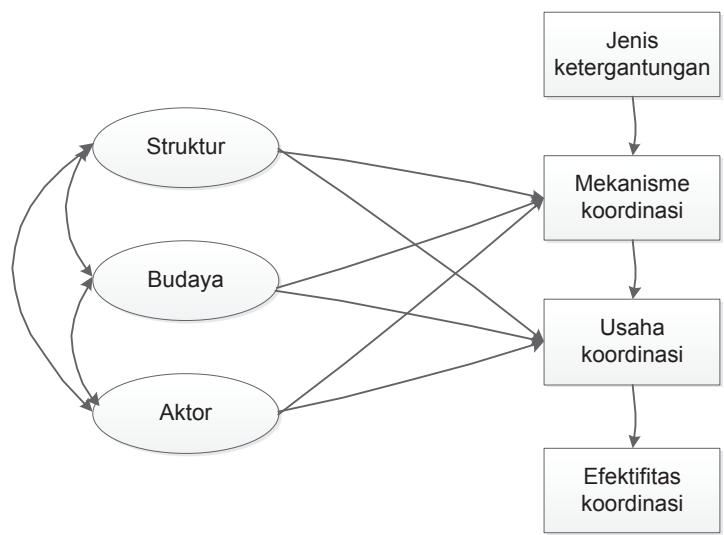 Jenis
ketergantungan
Struktur
Mekanisme
koordinasi
Budaya
Usaha
koordinasi
Aktor
Efektifitas
koordinasi